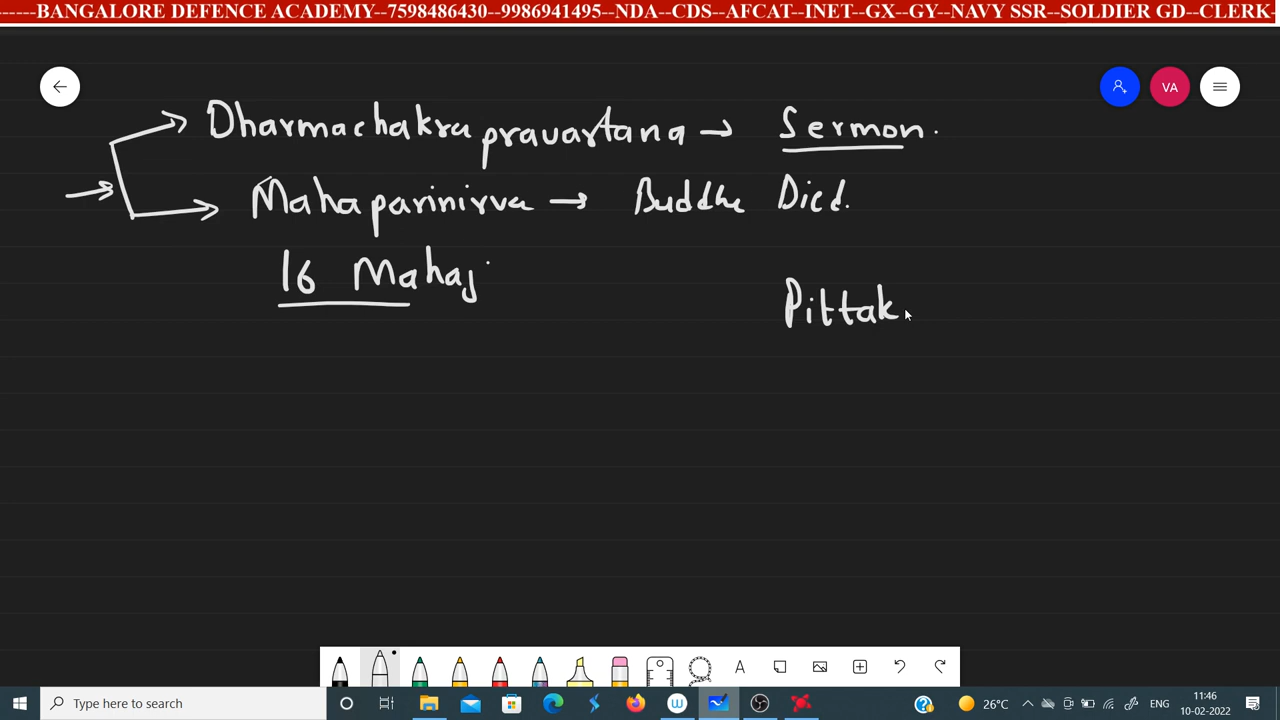 ------BANGALORE DEFENCE ACADEMY--7598486430--9986941495--NDA--CDS--AFCAT--INET--GX--GY--NAVY SSR--SOLDIER GD--CLERK-
VA
Dharmachakra pravartana → Sermon.
Mahaparinirva → Buddha Died.
16 Mahaj
Pittak
A
Type here to search
W
26°C
ENG
11:46
10-02-2022